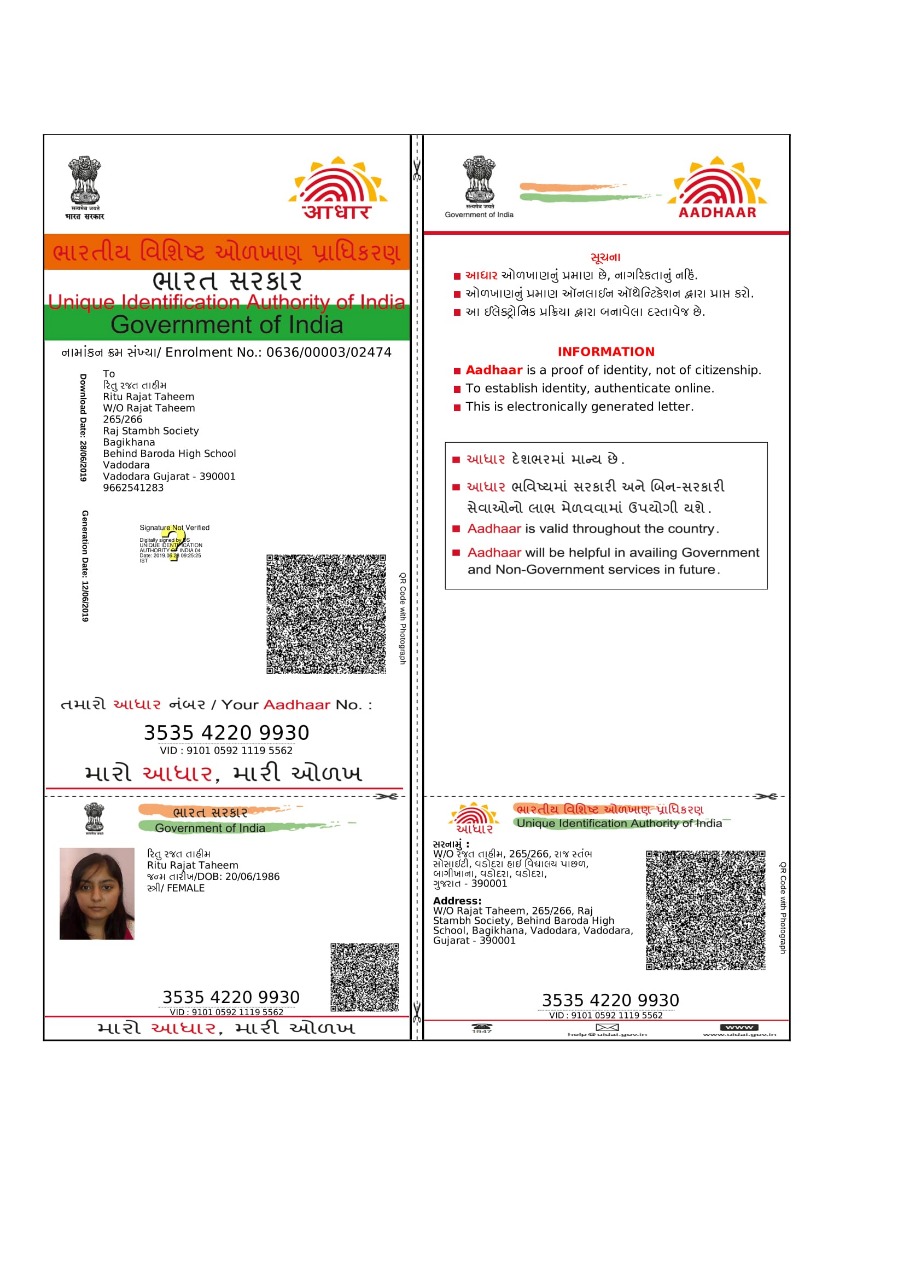 सत्यमेव जयते
भारत सरकार
आधार
ભારતીય વિશિષ્ટ ઓળખાણ પ્રાધિકરણ
ભારત સરકાર
Unique Identification Authority of India
Government of India
નામાંકન ક્રમ સંખ્યા/ Enrolment No.: 0636/00003/02474
Download Date: 28/06/2019
To
રિતુ રજત તાહીમ
Ritu Rajat Taheem
W/O Rajat Taheem
265/266
Raj Stambh Society
Bagikhana
Behind Baroda High School
Vadodara
Vadodara Gujarat - 390001
9662541283
Generation Date: 12/06/2019
Signature Not Verified
Digitally signed by DS
UNIQUE IDENTIFICATION
AUTHORITY OF INDIA 04
IST
QR Code with Photograph
તમારો આધાર નંબર / Your Aadhaar No. :
3535 4220 9930
VID : 9101 0592 1119 5562
મારો આધાર, મારી ઓળખ
ભારત સરકાર
Government of India
રિતુ રજત તાહીમ
Ritu Rajat Taheem
જન્મ તારીખ/DOB: 20/06/1986
સ્ત્રી/ FEMALE
3535 4220 9930
VID : 9101 0592 1119 5562
મારો આધાર, મારી ઓળખ
सत्यमेव जयते
Government of India
AADHAAR
સૂચના
આધાર ઓળખાણનું પ્રમાણ છે, નાગરિકતાનું નહિં.
ઓળખાણનું પ્રમાણ ઑનલાઈન ઑથેન્ટિકેશન દ્વારા પ્રાપ્ત કરો.
આ ઈલેક્ટ્રોનિક પ્રક્રિયા દ્વારા બનાવેલા દસ્તાવેજ છે.
INFORMATION
Aadhaar is a proof of identity, not of citizenship.
To establish identity, authenticate online.
This is electronically generated letter.
આધાર દેશભરમાં માન્ય છે.
આધાર ભવિષ્યમાં સરકારી અને બિન-સરકારી
સેવાઓનો લાભ મેળવવામાં ઉપયોગી થશે.
Aadhaar is valid throughout the country.
Aadhaar will be helpful in availing Government
and Non-Government services in future.
ભારતીય વિશિષ્ટ ઓળખાણ પ્રાધિકરણ
Unique Identification Authority of India
આધાર
સરનામું :
W/O રજત તાહીમ, 265/266, રાજ સ્તંભ
સોસાઈટી, વડોદરા હાઈ વિદ્યાલય પાછળ,
બાગીખાના, વડોદરા, વડોદરા,
ગુજરાત - 390001
Address:
W/O Rajat Taheem, 265/266, Raj
Stambh Society, Behind Baroda High
School, Bagikhana, Vadodara, Vadodara,
Gujarat - 390001
QR Code with Photograph
3535 4220 9930
VID : 9101 0592 1119 5562
1947
help@uidai.gov.in
www
www.uidai.gov.in